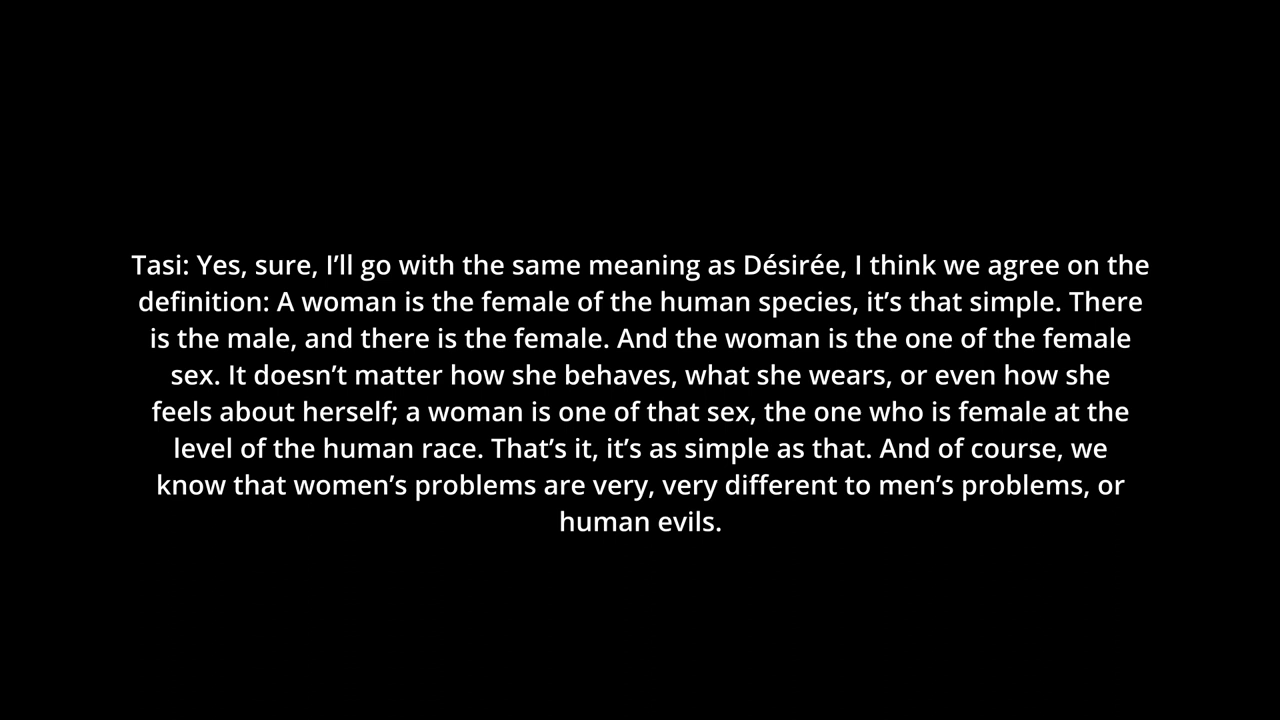 Tasi: Yes, sure, I’ll go with the same meaning as Désirée, I think we agree on the
definition: A woman is the female of the human species, it’s that simple. There
is the male, and there is the female. And the woman is the one of the female
sex. It doesn’t matter how she behaves, what she wears, or even how she
feels about herself; a woman is one of that sex, the one who is female at the
level of the human race. That’s it, it’s as simple as that. And of course, we
know that women’s problems are very, very different to men’s problems, or
human evils.